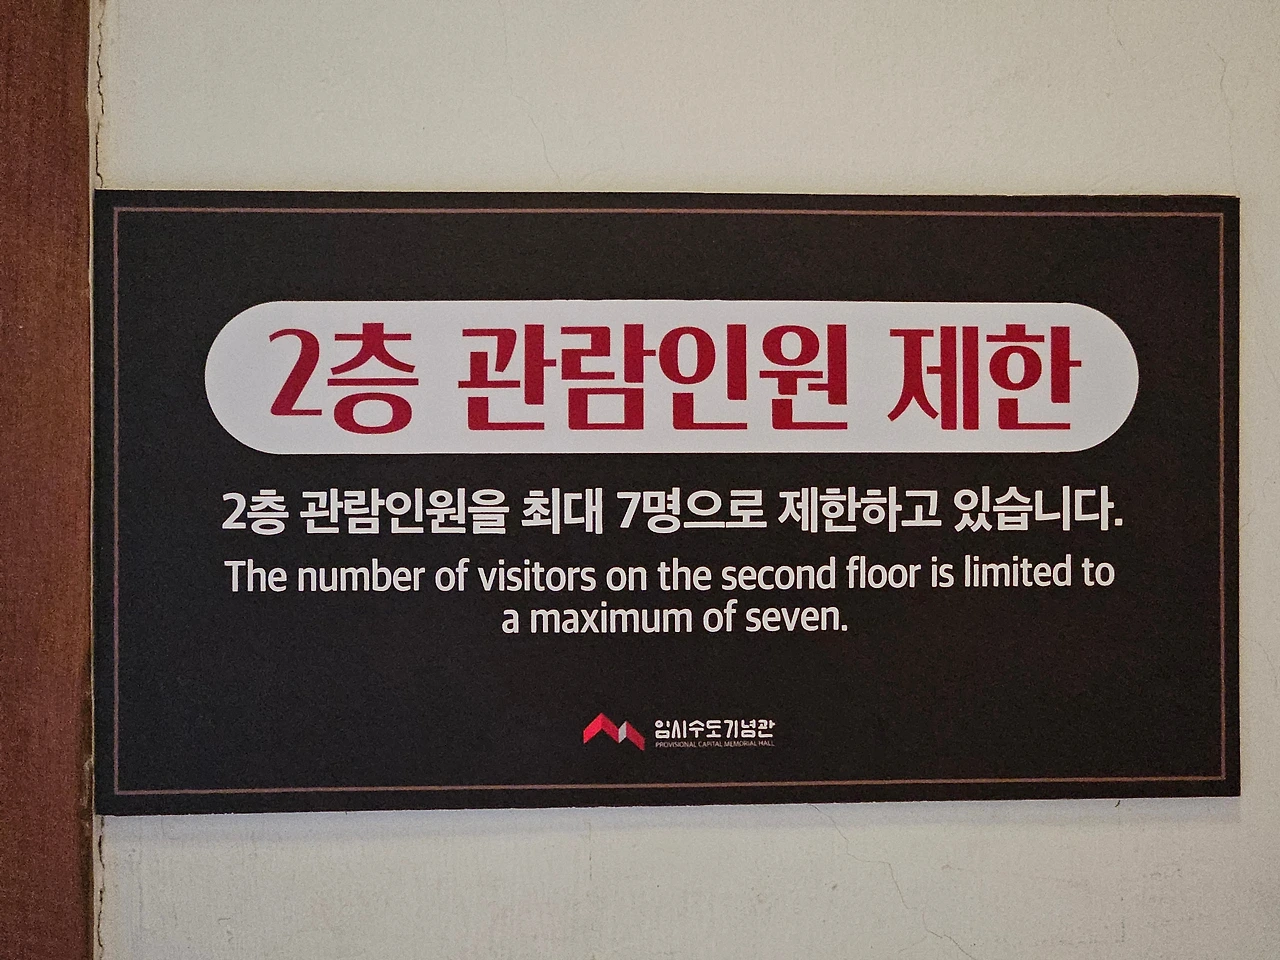 2층 관람인원 제한
2층 관람인원을 최대 7명으로 제한하고 있습니다.
The number of visitors on the second floor is limited to
a maximum of seven.
임시수도기념관
PROVISIONAL CAPITAL MEMORIAL HALL